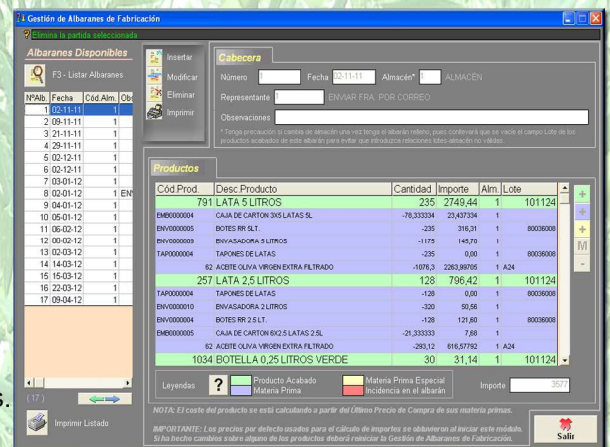 Gestión de Albaranes de Fabricación
Elimina la partida seleccionada
Albaranes Disponibles
F3 - Listar Albaranes
NºAlb. Fecha Cód.Alm. Obs
1 02-11-11 1
2 09-11-11 1
3 21-11-11 1
4 29-11-11 1
5 02-12-11 1
6 02-12-11 1
7 03-01-12 1
8 02-01-12 1 EN
9 04-01-12 1
10 05-01-12 1
11 06-02-12 1
12 00-02-12 1
13 02-03-12 1
14 14-03-12 1
15 15-03-12 1
16 22-03-12 1
17 09-04-12 1
(17)
Imprimir Listado
Insertar
Modificar
Eliminar
Imprimir
Cabecera
Número 1 Fecha 02-11-11 Almacén* 1 ALMACÉN
Representante 1 ENVIAR FRA. POR CORREO
Observaciones
* Tenga precaución si cambia de almacén una vez tenga el albarán relleno, pues conllevará que se vacíe el campo Lote de los
productos acabados de este albarán para evitar que introduzca relaciones lotes-almacén no válidas.
Productos
Cód.Prod. Desc.Producto Cantidad Importe Alm. Lote
791 LATA 5 LITROS 235 2749,44 1 101124
EMB0000004 CAJA DE CARTON 3X5 LATAS 5L -78,333334 23,437334 1
ENV0000005 BOTES RR 5LT. -235 316,31 1 80036008
ENV0000009 ENVASADORA 5 LITROS -1175 145,70 1
TAP0000004 TAPONES DE LATAS -235 0,00 1 80036008
62 ACEITE OLIVA VIRGEN EXTRA FILTRADO -1076,3 2263,99705 1 A24
257 LATA 2,5 LITROS 128 796,42 1 101124
TAP0000004 TAPONES DE LATAS -128 0,00 1 80036008
ENV0000010 ENVASADORA 2 LITROS -320 50,56 1
ENV0000004 BOTES RR 2.5 LT. -128 121,60 1 80036008
EMB0000005 CAJA DE CARTON 6X2.5 LATAS 2.5L -21,333333 7,68 1
62 ACEITE OLIVA VIRGEN EXTRA FILTRADO -293,12 616,57792 1 A24
1034 BOTELLA 0,25 LITROS VERDE 30 31,14 1 101124
+
+
+
M
-
Leyendas ? Producto Acabado Materia Prima Especial Importe 3577
Materia Prima Incidencia en el albarán
NOTA: El coste del producto se está calculando a partir del Último Precio de Compra de sus materias primas.
IMPORTANTE: Los precios por defecto usados para el cálculo de importes se obtuvieron al iniciar este módulo.
Si ha hecho cambios sobre alguno de los productos deberá reiniciar la Gestión de Albaranes de Fabricación.
Salir
s.